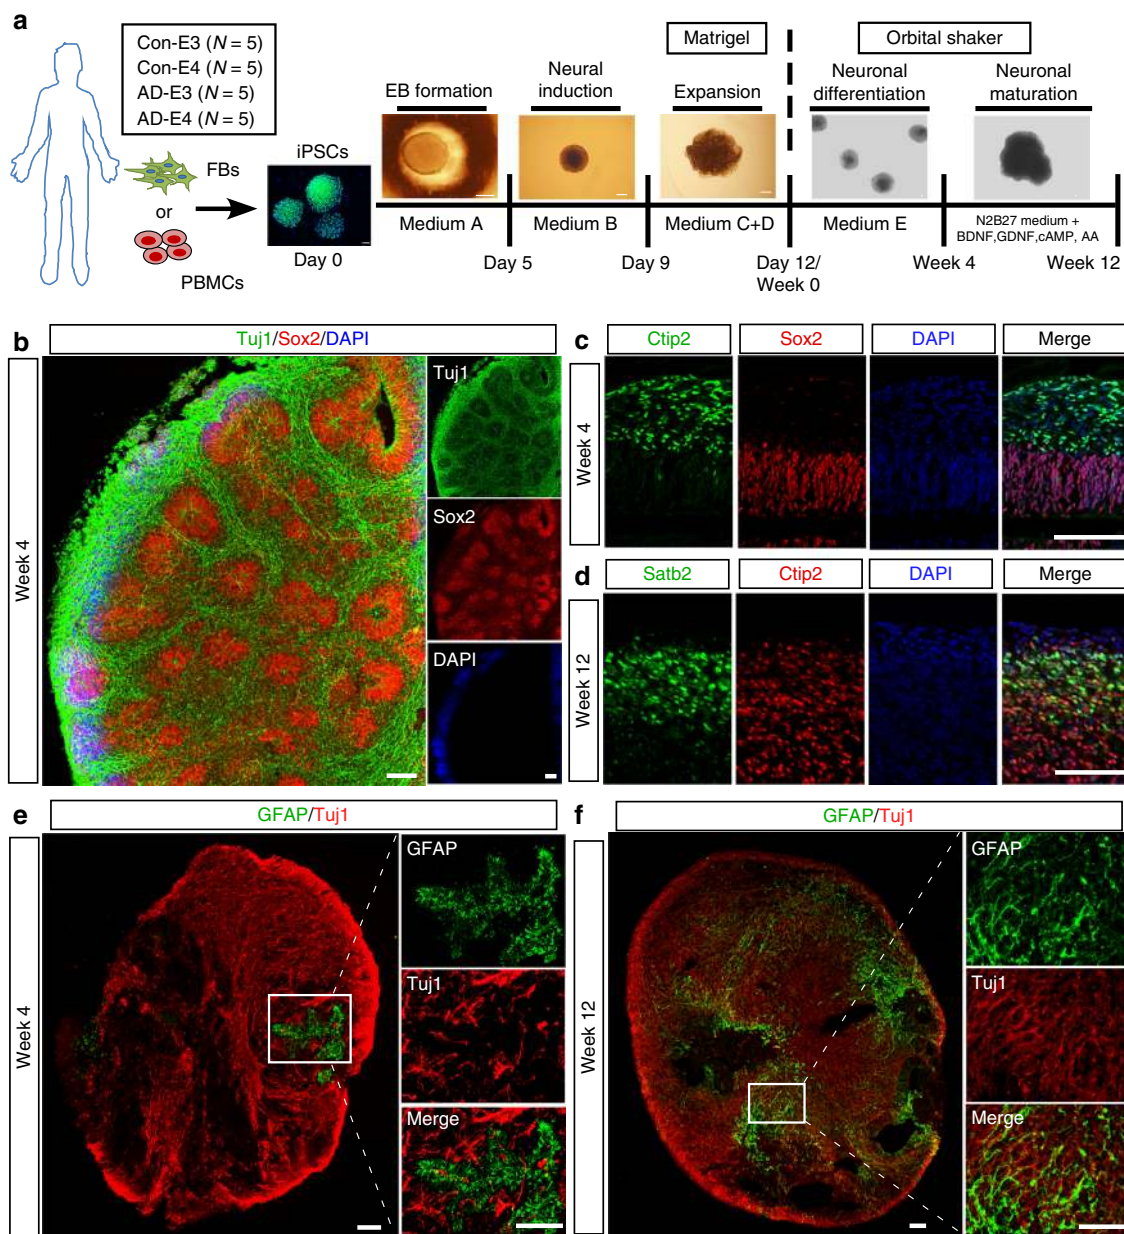 a
Con-E3 (N = 5)
Con-E4 (N = 5)
AD-E3 (N = 5)
AD-E4 (N = 5)
FBs
or
PBMCs
iPSCs
Day 0
Matrigel
Orbital shaker
EB formation
Neural
induction
Expansion
Neuronal
differentiation
Neuronal
maturation
Medium A
Medium B
Medium C+D
Medium E
N2B27 medium +
BDNF,GDNF,cAMP, AA
Day 5
Day 9
Day 12/
Week 0
Week 4
Week 12
b
Tuj1/Sox2/DAPI
Week 4
Tuj1
Sox2
DAPI
c
Ctip2
Sox2
DAPI
Merge
Week 4
d
Satb2
Ctip2
DAPI
Merge
Week 12
e
GFAP/Tuj1
Week 4
GFAP
Tuj1
Merge
f
GFAP/Tuj1
Week 12
GFAP
Tuj1
Merge